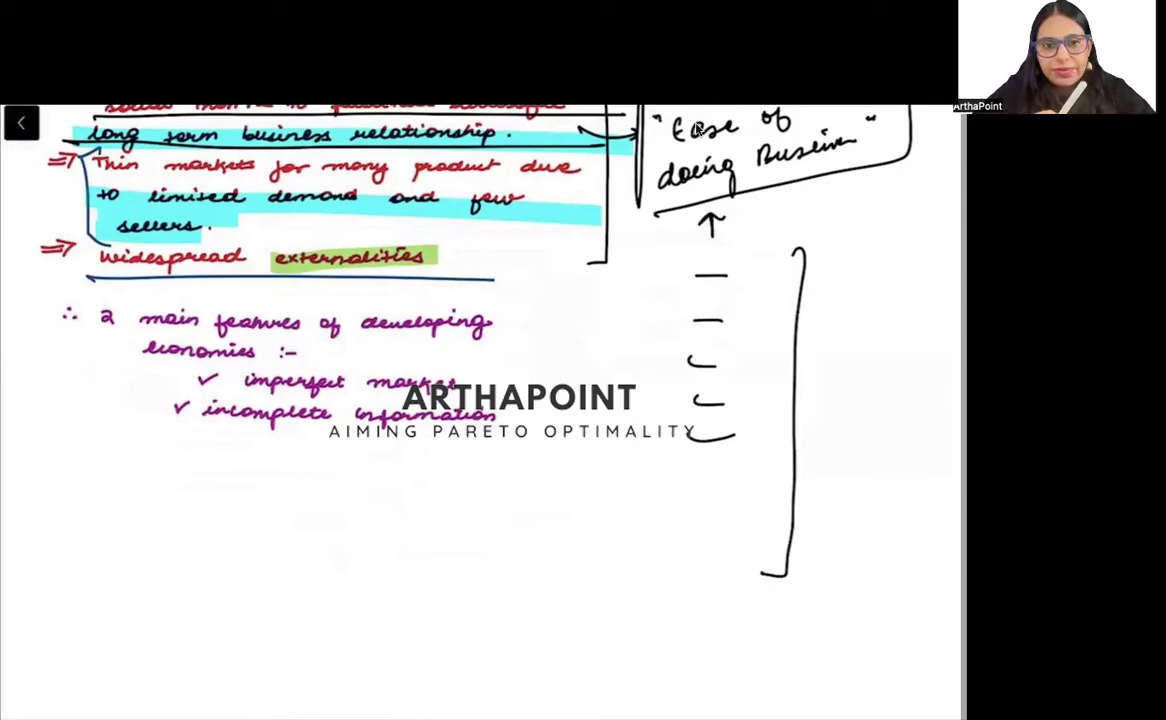 long term business relationship.
⇒ Thin markets for many product due
to limited demand and few
sellers.
⇒ widespread externalities
∴ 2 main features of developing
economies :-
✓ imperfect market
✓ incomplete information
"Ease of
doing Business"
ARTHAPOINT
AIMING PARETO OPTIMALITY
ArthaPoint